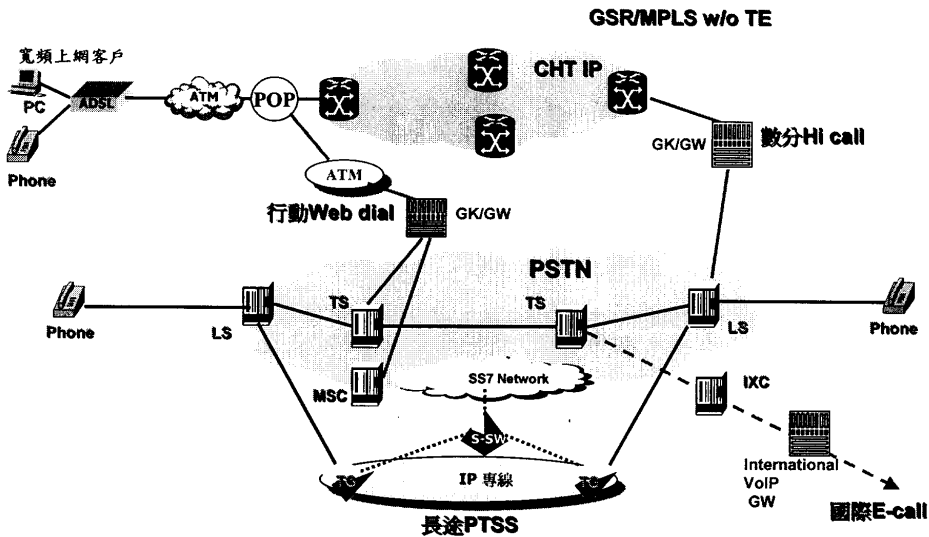 GSR/MPLS w/o TE
寬頻上網客戶
PC
ADSL
ATM
POP
CHT IP
GK/GW
數分Hi call
Phone
ATM
行動Web dial
GK/GW
PSTN
Phone
LS
TS
TS
LS
Phone
MSC
SS7 Network
IXC
S-SW
TG
IP 專線
TG
International
VoIP
GW
長途PTSS
國際E-call